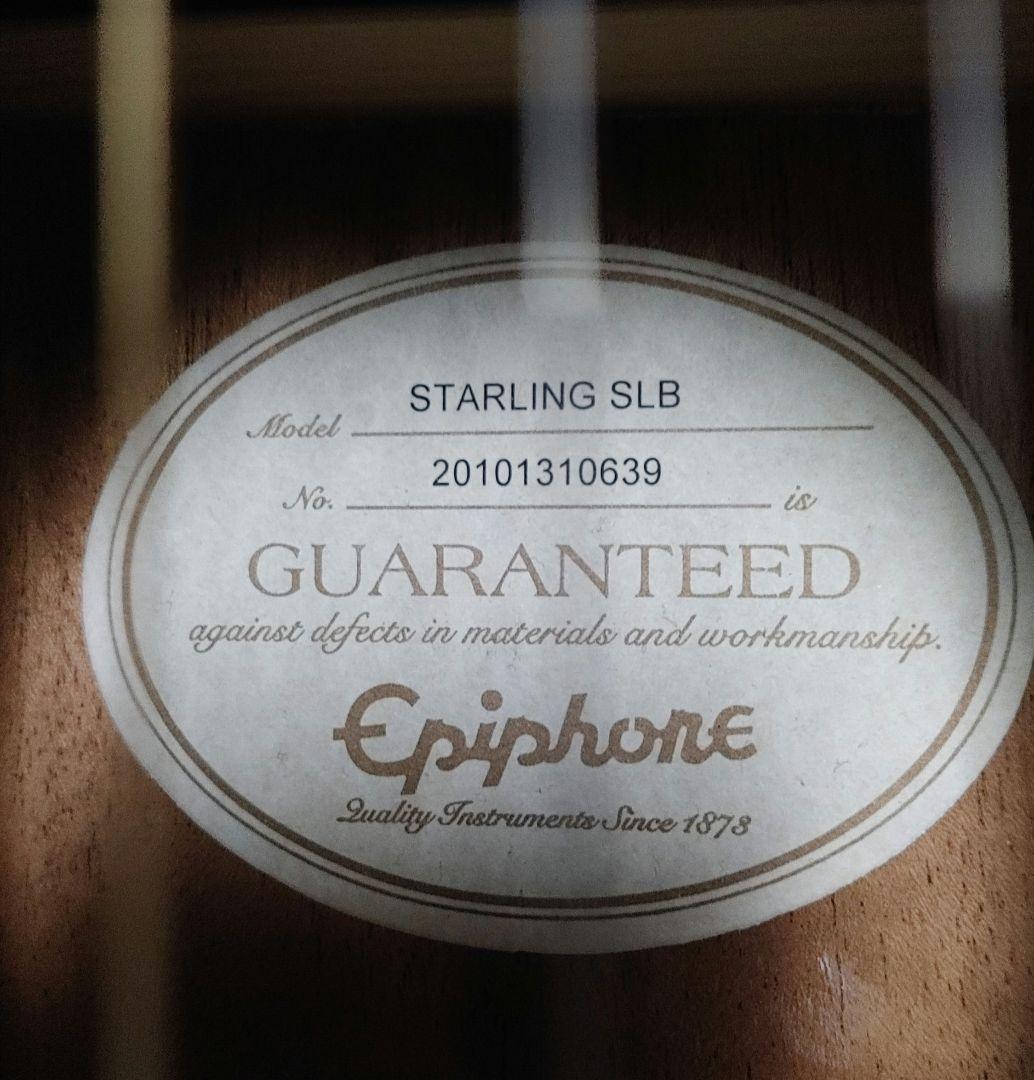 STARLING SLB
Model
20101310639
No. is
GUARANTEED
against defects in materials and workmanship.
Epiphone
Quality Instruments Since 1873